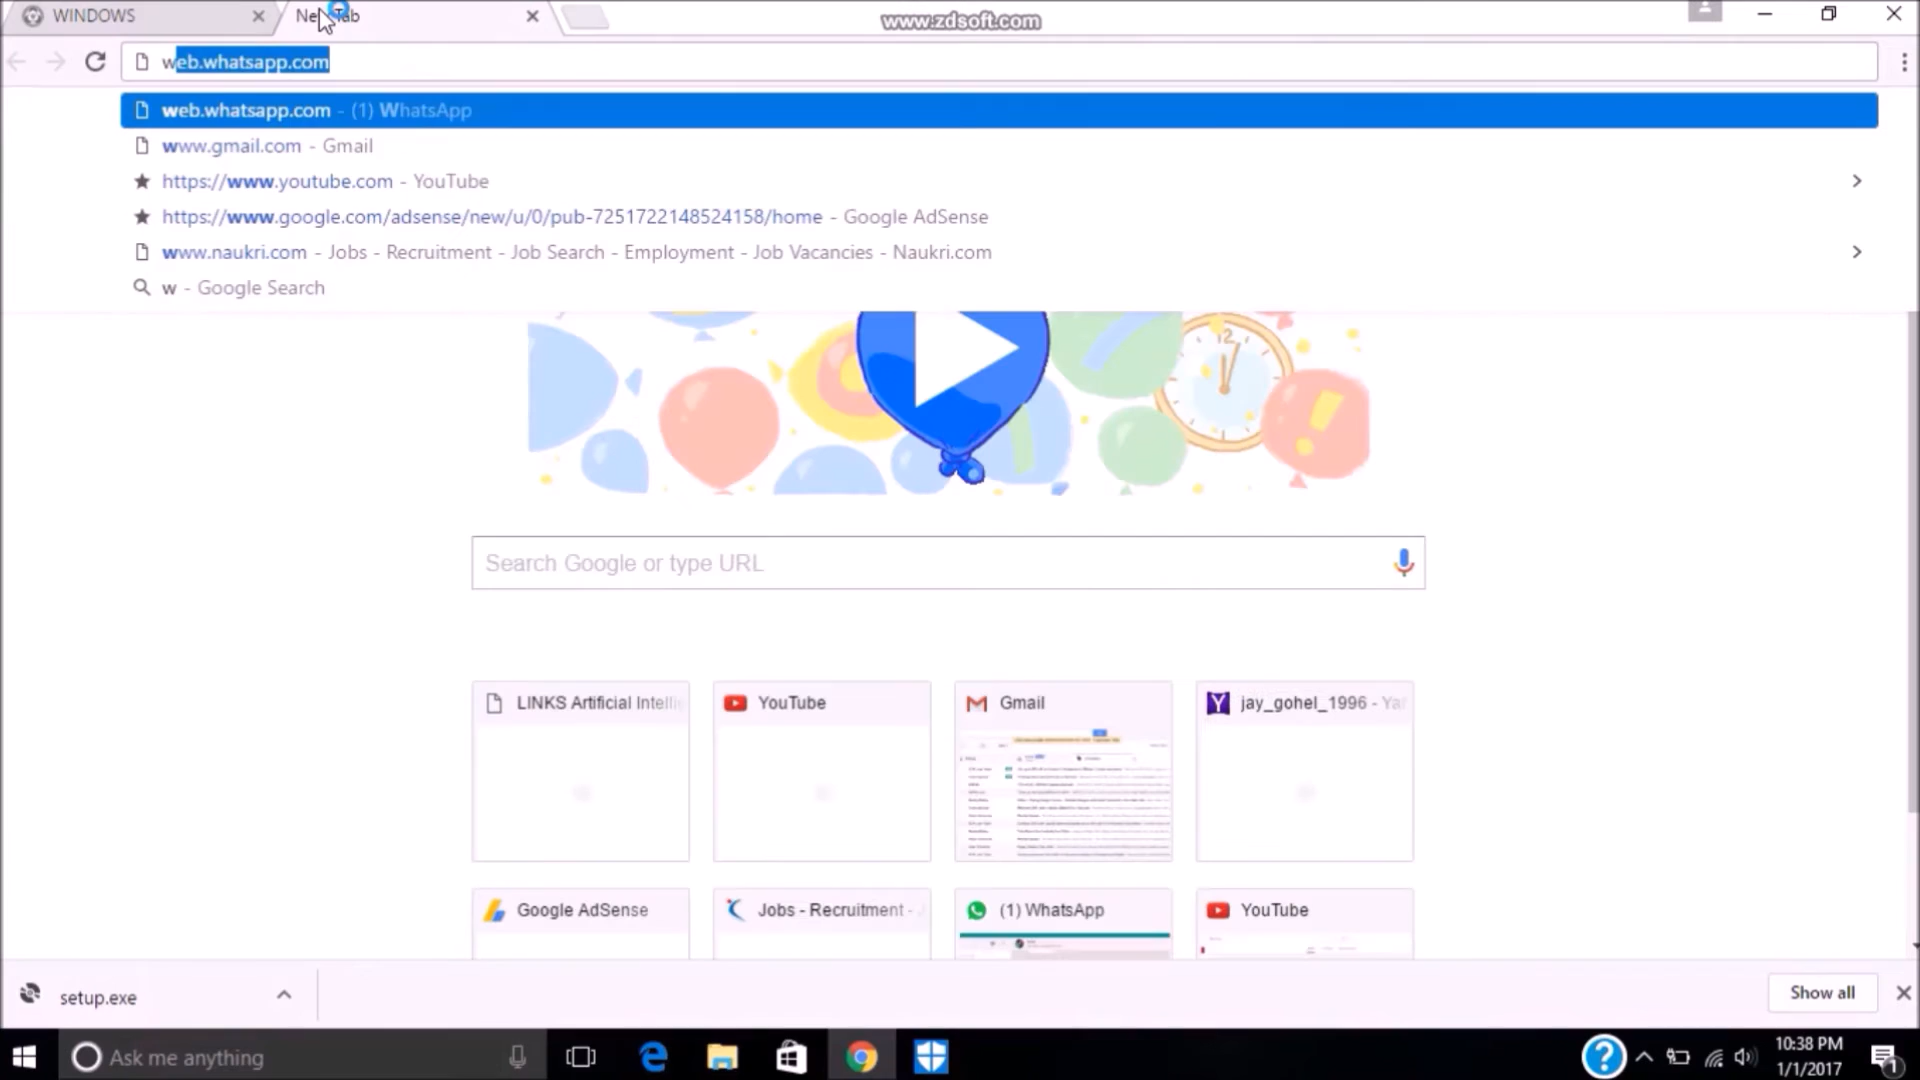 WINDOWS
New Tab
www.zdsoft.com
web.whatsapp.com
web.whatsapp.com - (1) WhatsApp
www.gmail.com - Gmail
https://www.youtube.com - YouTube
https://www.google.com/adsense/new/u/0/pub-7251722148524158/home - Google AdSense
www.naukri.com - Jobs - Recruitment - Job Search - Employment - Job Vacancies - Naukri.com
w - Google Search
12
Search Google or type URL
LINKS Artificial Intelli
YouTube
Gmail
jay_gohel_1996 - Ya
Google AdSense
Jobs - Recruitment -
(1) WhatsApp
YouTube
setup.exe
Show all
Ask me anything
10:38 PM
1/1/2017
1